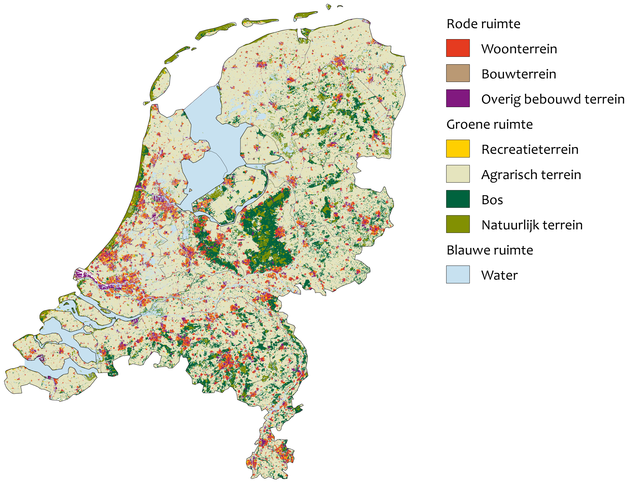 Rode ruimte
Woonterrein
Bouwterrein
Overig bebouwd terrein
Groene ruimte
Recreatieterrein
Agrarisch terrein
Bos
Natuurlijk terrein
Blauwe ruimte
Water